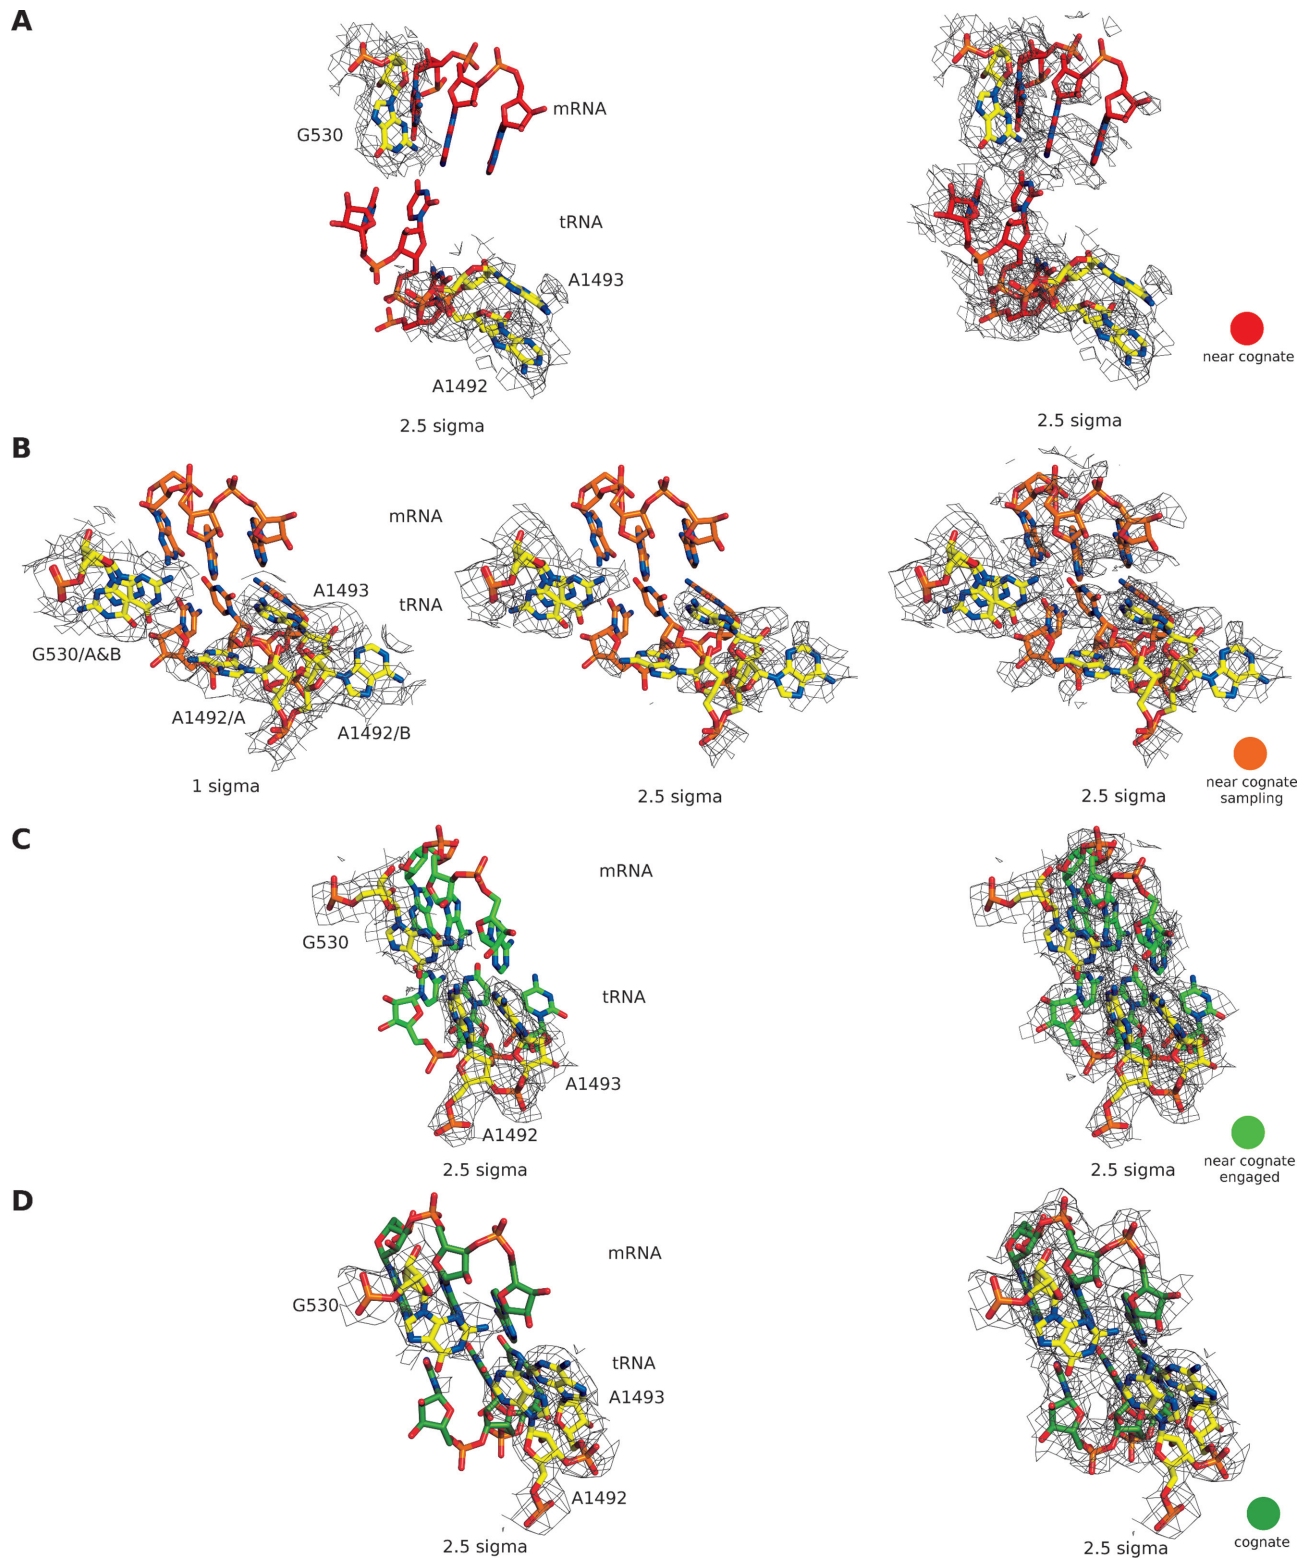 A
mRNA
G530
tRNA
A1493
A1492
2.5 sigma
2.5 sigma
near cognate
B
mRNA
A1493
tRNA
G530/A&B
A1492/A
A1492/B
1 sigma
2.5 sigma
2.5 sigma
near cognate
sampling
C
mRNA
G530
tRNA
A1493
A1492
2.5 sigma
2.5 sigma
near cognate
engaged
D
mRNA
G530
tRNA
A1493
A1492
2.5 sigma
2.5 sigma
cognate